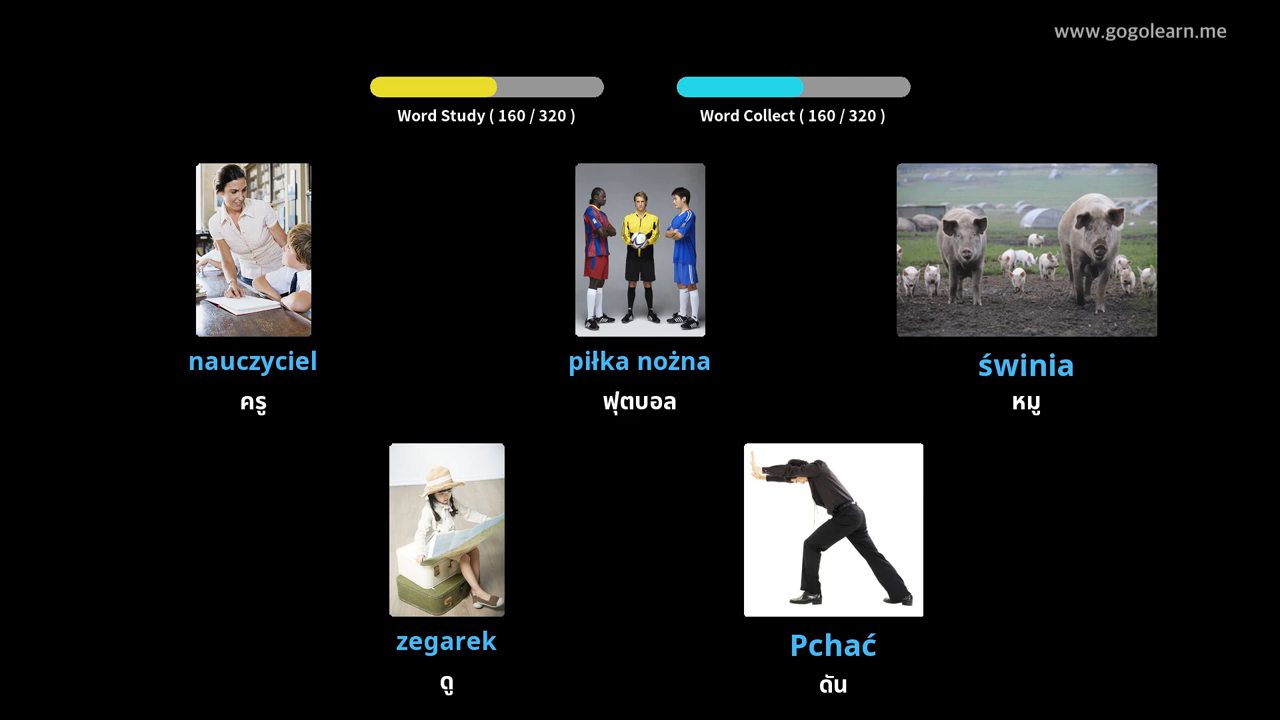 www.gogolearn.me
Word Study ( 160 / 320 )
Word Collect ( 160 / 320 )
nauczyciel
ครู
piłka nożna
ฟุตบอล
świnia
หมู
zegarek
ดู
Pchać
ดัน